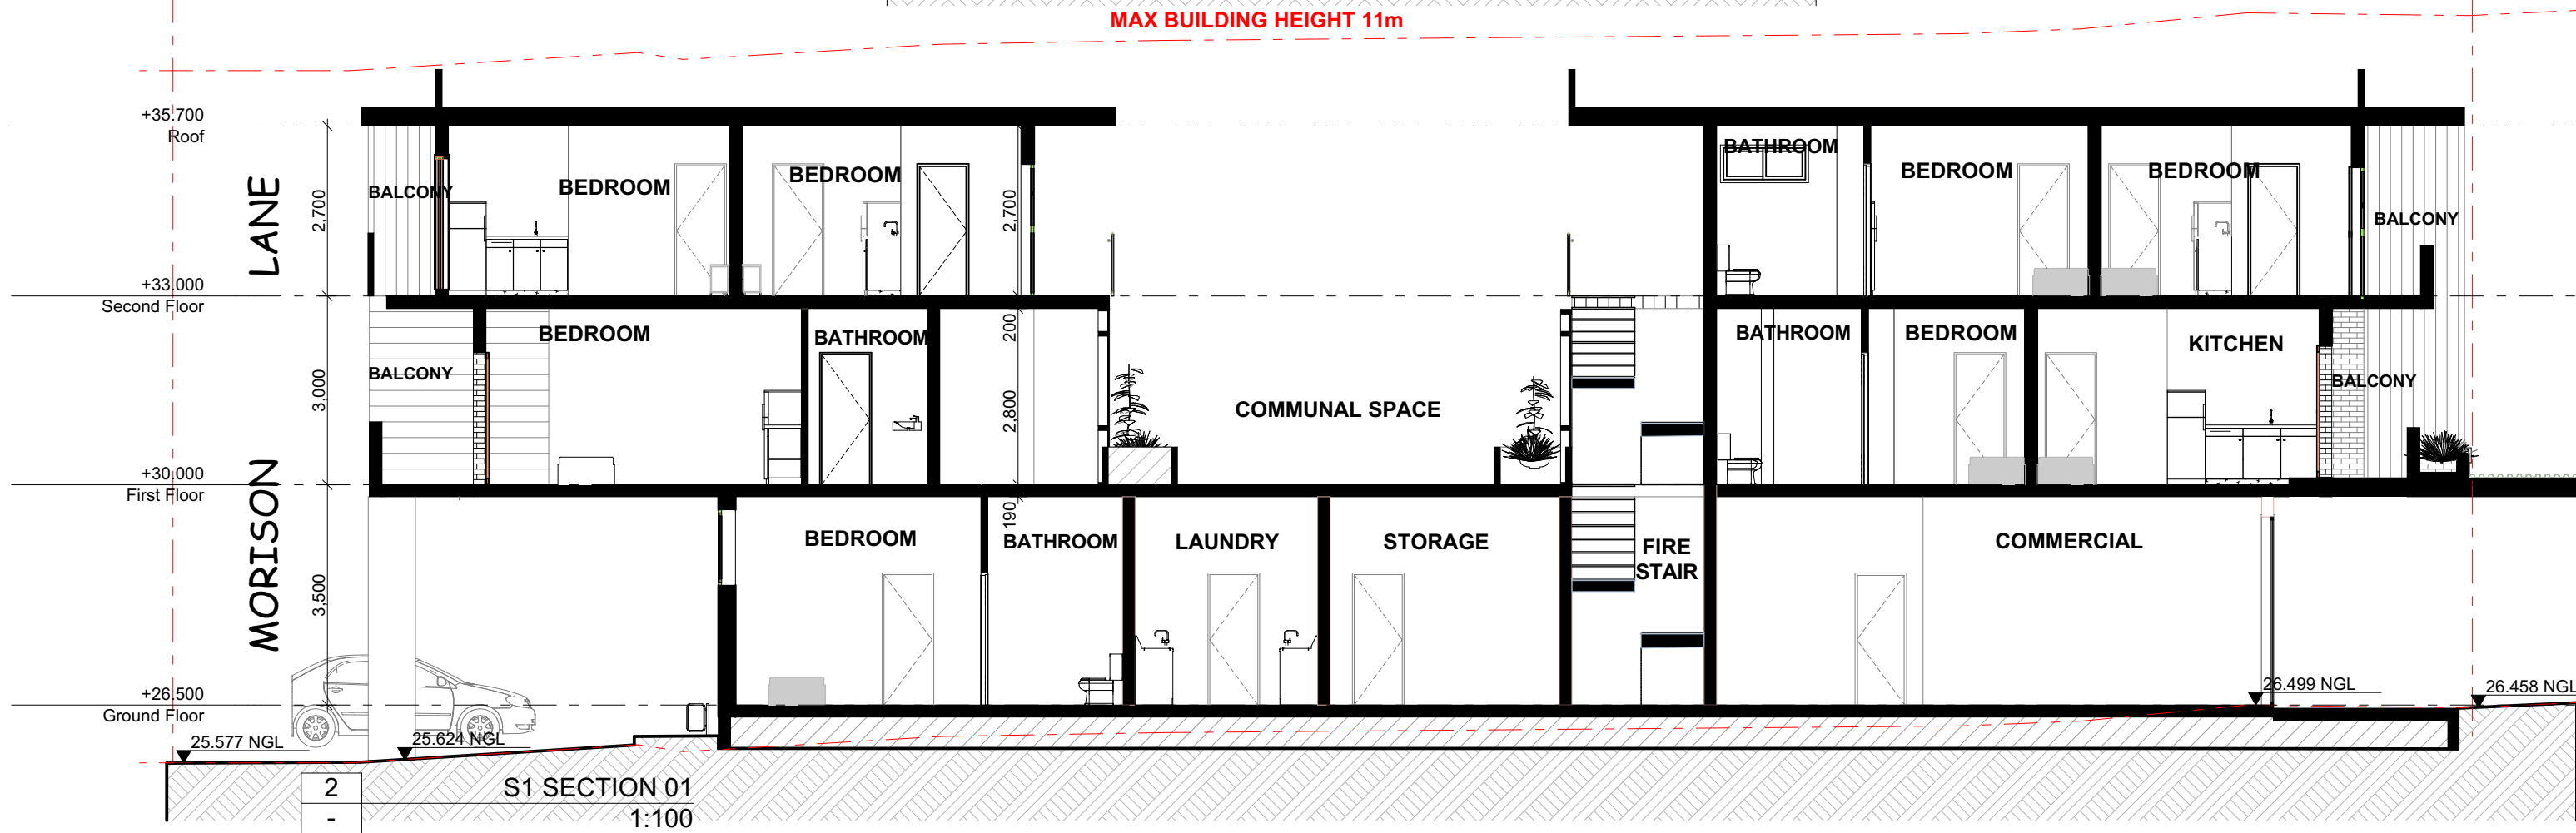 MAX BUILDING HEIGHT 11m
+35.700
Roof
BATHROOM
BEDROOM
BEDROOM
BEDROOM
BEDROOM
BALCONY
BALCONY
LANE
2,700
2,700
+33.000
Second Floor
BEDROOM
BATHROOM
200
BATHROOM
BEDROOM
KITCHEN
BALCONY
BALCONY
3,000
2.800
COMMUNAL SPACE
+30.000
First Floor
MORISON
190
BEDROOM
BATHROOM
LAUNDRY
STORAGE
FIRE
STAIR
COMMERCIAL
3,500
+26.500
Ground Floor
26.499 NGL
26.458 NGL
25.577 NGL
25.624 NGL
2
S1 SECTION 01
-
1:100